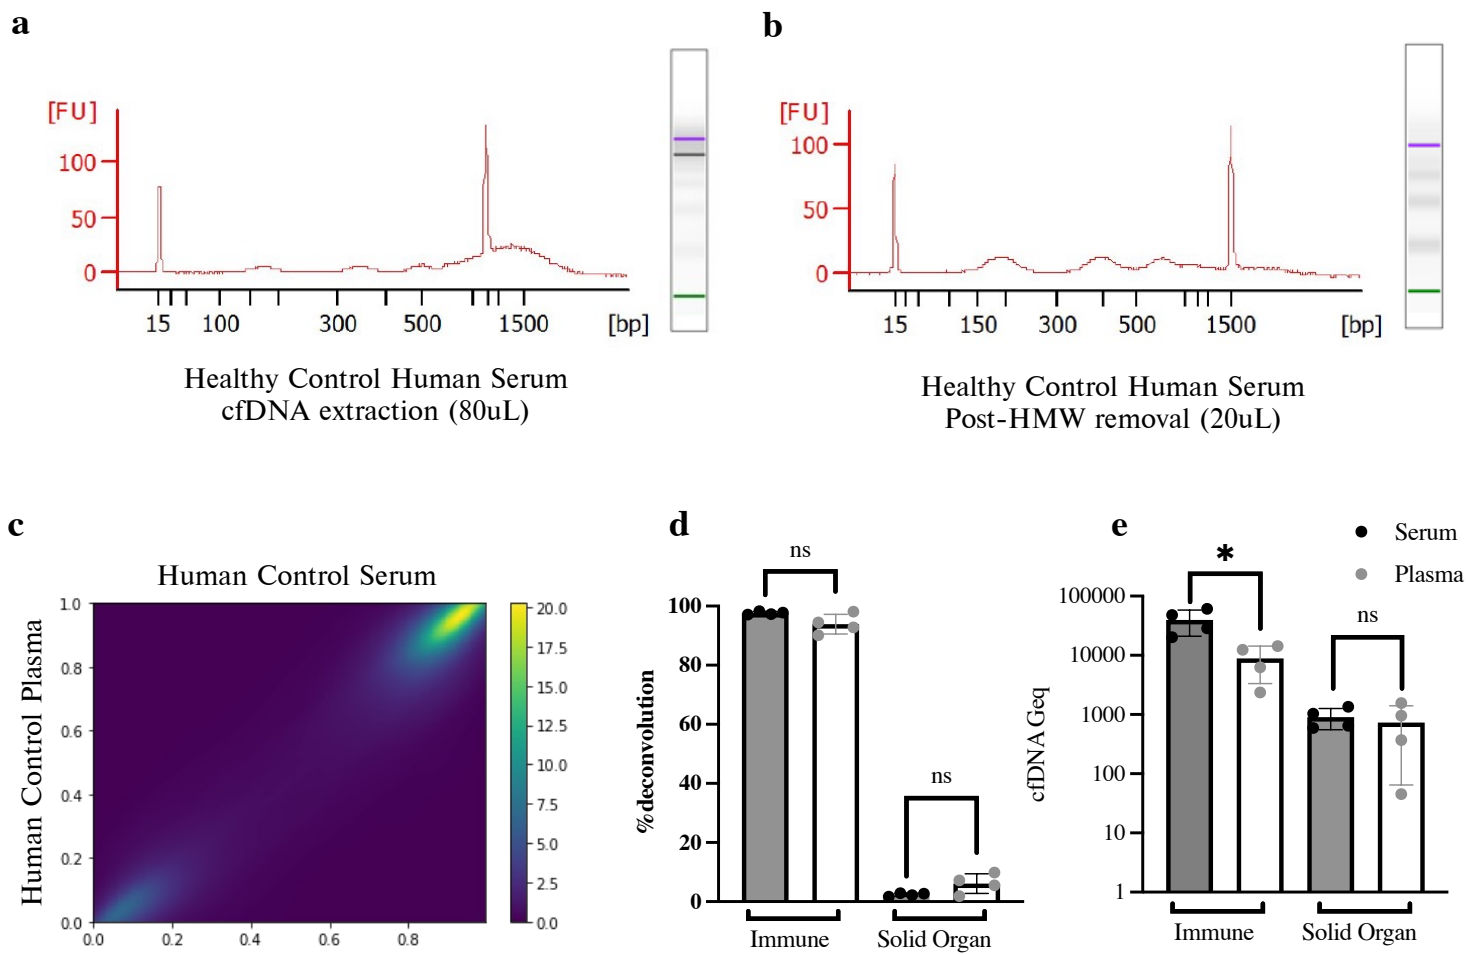 a
[FU]
100
50
0
15 100 300 500 1500 [bp]
Healthy Control Human Serum
cfDNA extraction (80uL)
b
[FU]
100
50
0
15 150 300 500 1500 [bp]
Healthy Control Human Serum
Post-HMW removal (20uL)
c
Human Control Serum
Human Control Plasma
1.0
0.8
0.6
0.4
0.2
0.0
0.0 0.2 0.4 0.6 0.8
20.0
17.5
15.0
12.5
10.0
7.5
5.0
2.5
0.0
d
ns
ns
%deconvolution
100
80
60
40
20
0
Immune Solid Organ
e
Serum
Plasma
*
ns
cfDNA Geq
100000
10000
1000
100
10
1
Immune Solid Organ